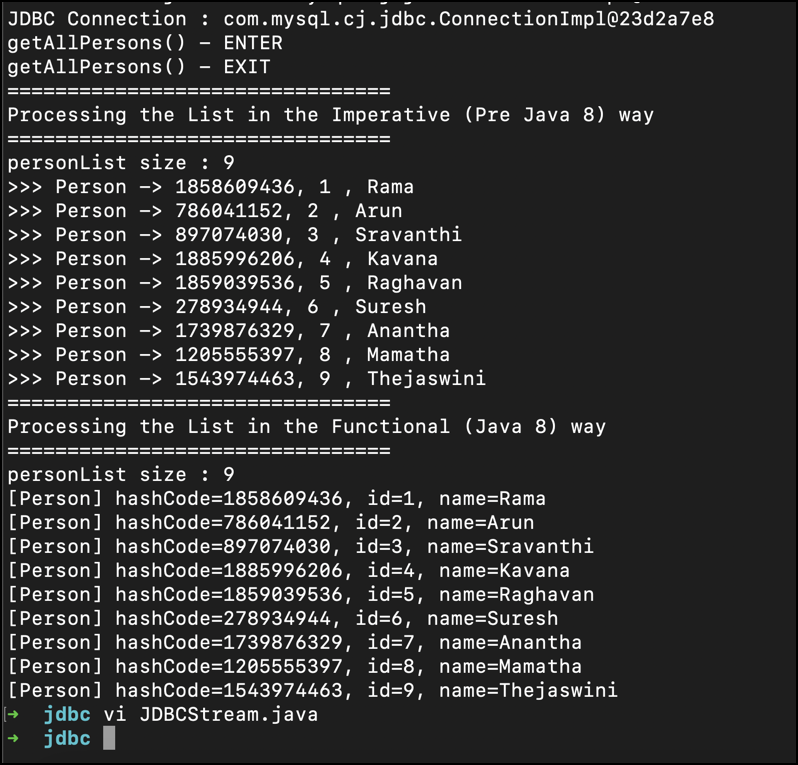 JDBC Connection : com.mysql.cj.jdbc.ConnectionImpl@23d2a7e8
getAllPersons() - ENTER
getAllPersons() - EXIT
================================
Processing the List in the Imperative (Pre Java 8) way
================================
personList size : 9
>>> Person -> 1858609436, 1 , Rama
>>> Person -> 786041152, 2 , Arun
>>> Person -> 897074030, 3 , Sravanthi
>>> Person -> 1885996206, 4 , Kavana
>>> Person -> 1859039536, 5 , Raghavan
>>> Person -> 278934944, 6 , Suresh
>>> Person -> 1739876329, 7 , Anantha
>>> Person -> 1205555397, 8 , Mamatha
>>> Person -> 1543974463, 9 , Thejaswini
================================
Processing the List in the Functional (Java 8) way
================================
personList size : 9
[Person] hashCode=1858609436, id=1, name=Rama
[Person] hashCode=786041152, id=2, name=Arun
[Person] hashCode=897074030, id=3, name=Sravanthi
[Person] hashCode=1885996206, id=4, name=Kavana
[Person] hashCode=1859039536, id=5, name=Raghavan
[Person] hashCode=278934944, id=6, name=Suresh
[Person] hashCode=1739876329, id=7, name=Anantha
[Person] hashCode=1205555397, id=8, name=Mamatha
[Person] hashCode=1543974463, id=9, name=Thejaswini
➜ jdbc vi JDBCStream.java
➜ jdbc